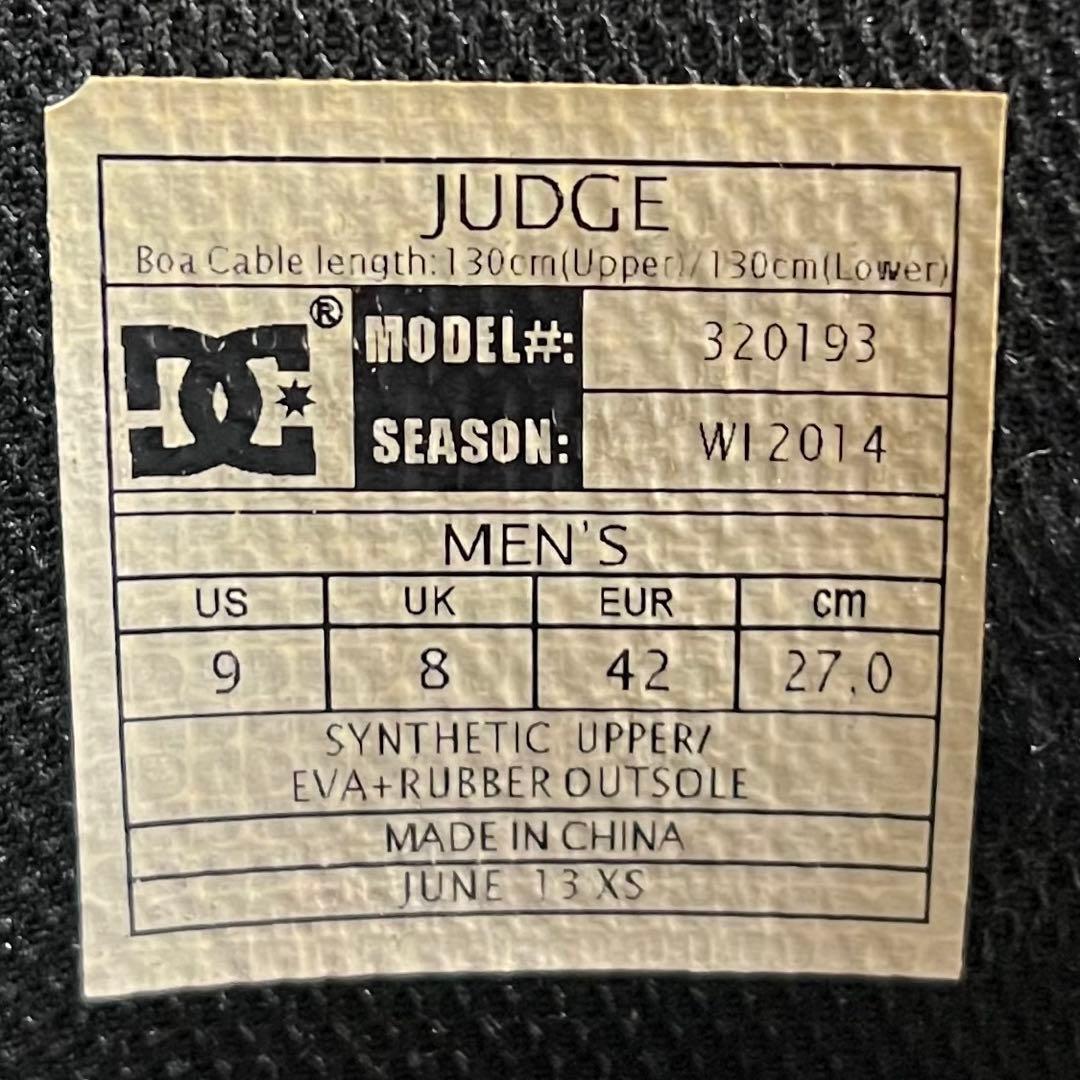 JUDGE
Boa Cable length:130cm(Upper)/130cm(Lower)
DC®
MODEL#: 320193
SEASON: WI 2014
MEN'S
US UK EUR cm
9 8 42 27.0
SYNTHETIC UPPER/
EVA+RUBBER OUTSOLE
MADE IN CHINA
JUNE 13 XS